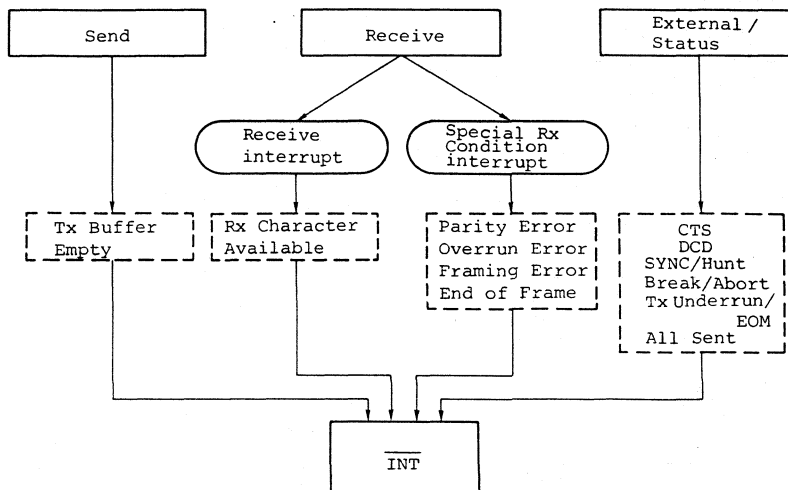 Send
Receive
External/
Status
Receive
interrupt
Special Rx
Condition
interrupt
Tx Buffer
Empty
Rx Character
Available
Parity Error
Overrun Error
Framing Error
End of Frame
CTS
DCD
SYNC/Hunt
Break/Abort
Tx Underrun/
EOM
All Sent
INT